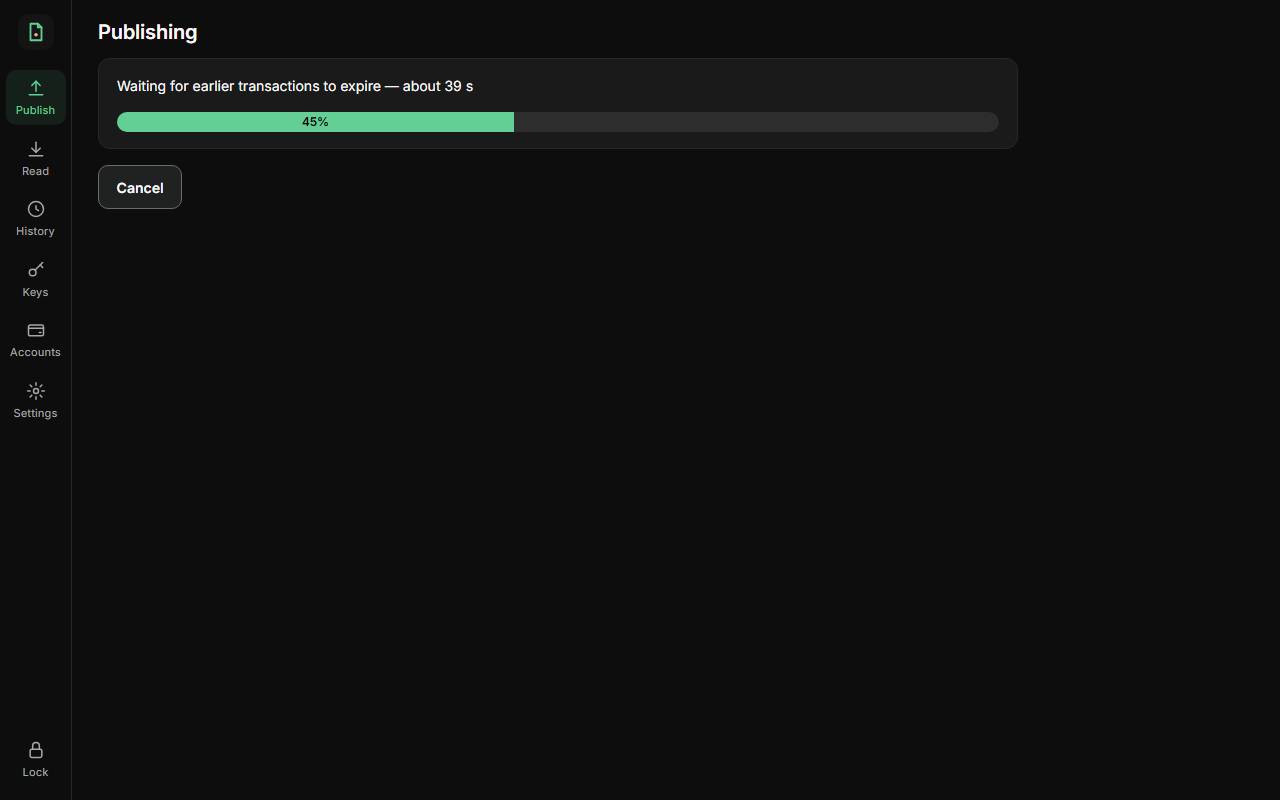 Publishing
Waiting for earlier transactions to expire — about 39 s
45%
Cancel
Publish
Read
History
Keys
Accounts
Settings
Lock